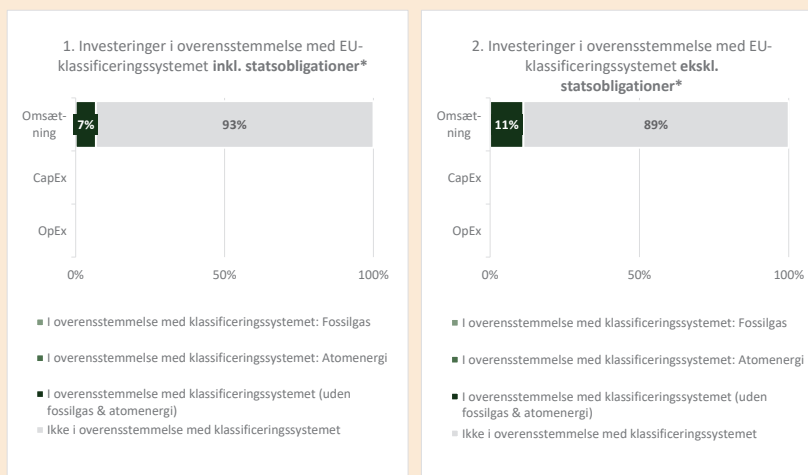 1. Investeringer i overensstemmelse med EU-
klassificeringssystemet inkl. statsobligationer*
Omsæt-
ning
7%
93%
CapEx
OpEx
0%
50%
100%
I overensstemmelse med klassificeringssystemet: Fossilgas
I overensstemmelse med klassificeringssystemet: Atomenergi
I overensstemmelse med klassificeringssystemet (uden
fossilgas & atomenergi)
Ikke i overensstemmelse med klassificeringssystemet
2. Investeringer i overensstemmelse med EU-
klassificeringssystemet ekskl.
statsobligationer*
Omsæt-
ning
11%
89%
CapEx
OpEx
0%
50%
100%
I overensstemmelse med klassificeringssystemet: Fossilgas
I overensstemmelse med klassificeringssystemet: Atomenergi
I overensstemmelse med klassificeringssystemet (uden
fossilgas & atomenergi)
Ikke i overensstemmelse med klassificeringssystemet